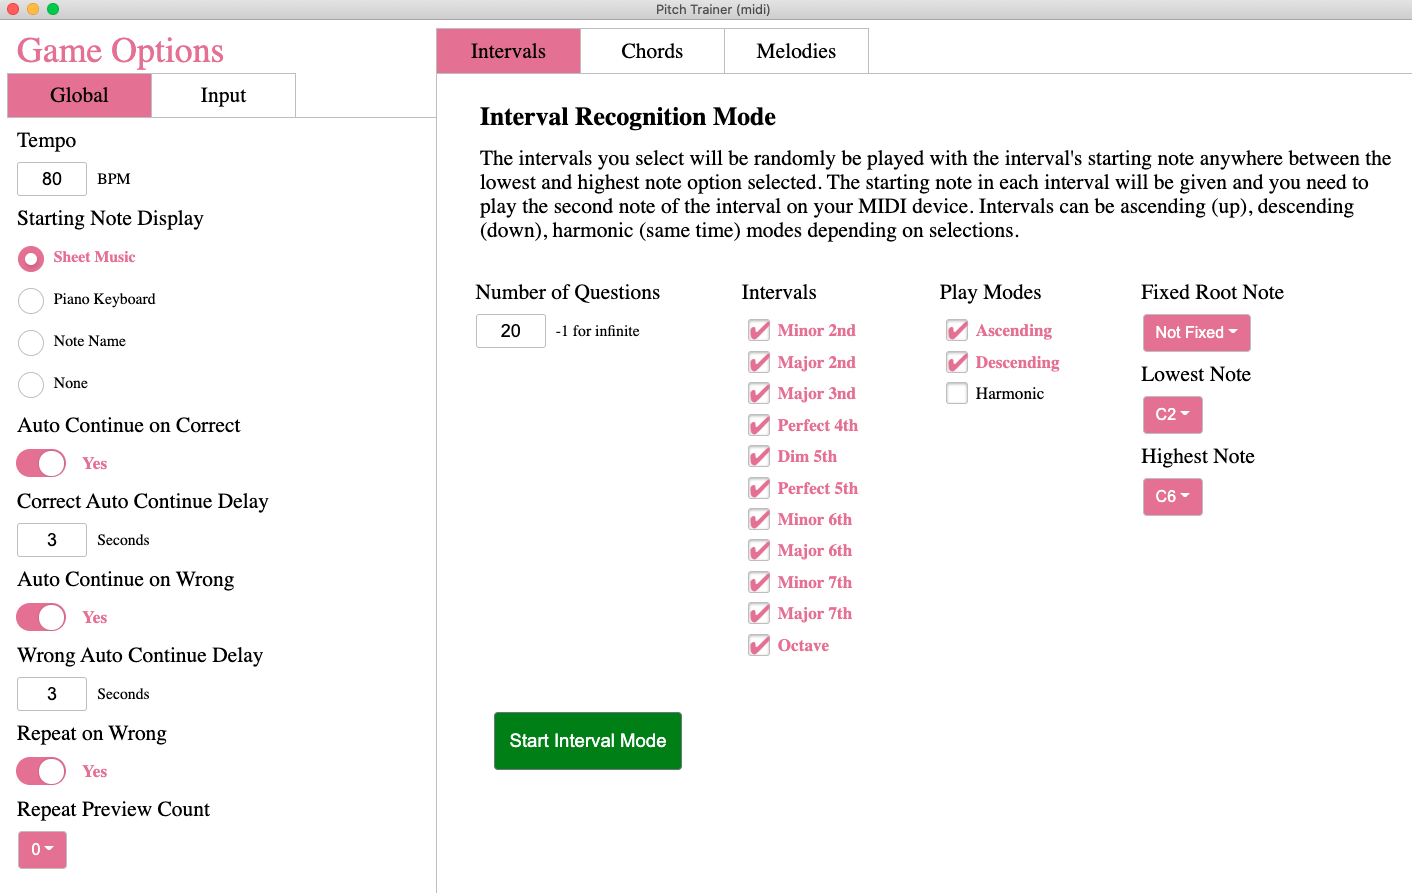 Pitch Trainer (midi)
Game Options
Global
Input
Tempo
80 BPM
Starting Note Display
Sheet Music
Piano Keyboard
Note Name
None
Auto Continue on Correct
Yes
Correct Auto Continue Delay
3 Seconds
Auto Continue on Wrong
Yes
Wrong Auto Continue Delay
3 Seconds
Repeat on Wrong
Yes
Repeat Preview Count
0
Intervals
Chords
Melodies
Interval Recognition Mode
The intervals you select will be randomly be played with the interval's starting note anywhere between the
lowest and highest note option selected. The starting note in each interval will be given and you need to
play the second note of the interval on your MIDI device. Intervals can be ascending (up), descending
(down), harmonic (same time) modes depending on selections.
Number of Questions
20 -1 for infinite
Intervals
Minor 2nd
Major 2nd
Major 3nd
Perfect 4th
Dim 5th
Perfect 5th
Minor 6th
Major 6th
Minor 7th
Major 7th
Octave
Play Modes
Ascending
Descending
Harmonic
Fixed Root Note
Not Fixed
Lowest Note
C2
Highest Note
C6
Start Interval Mode